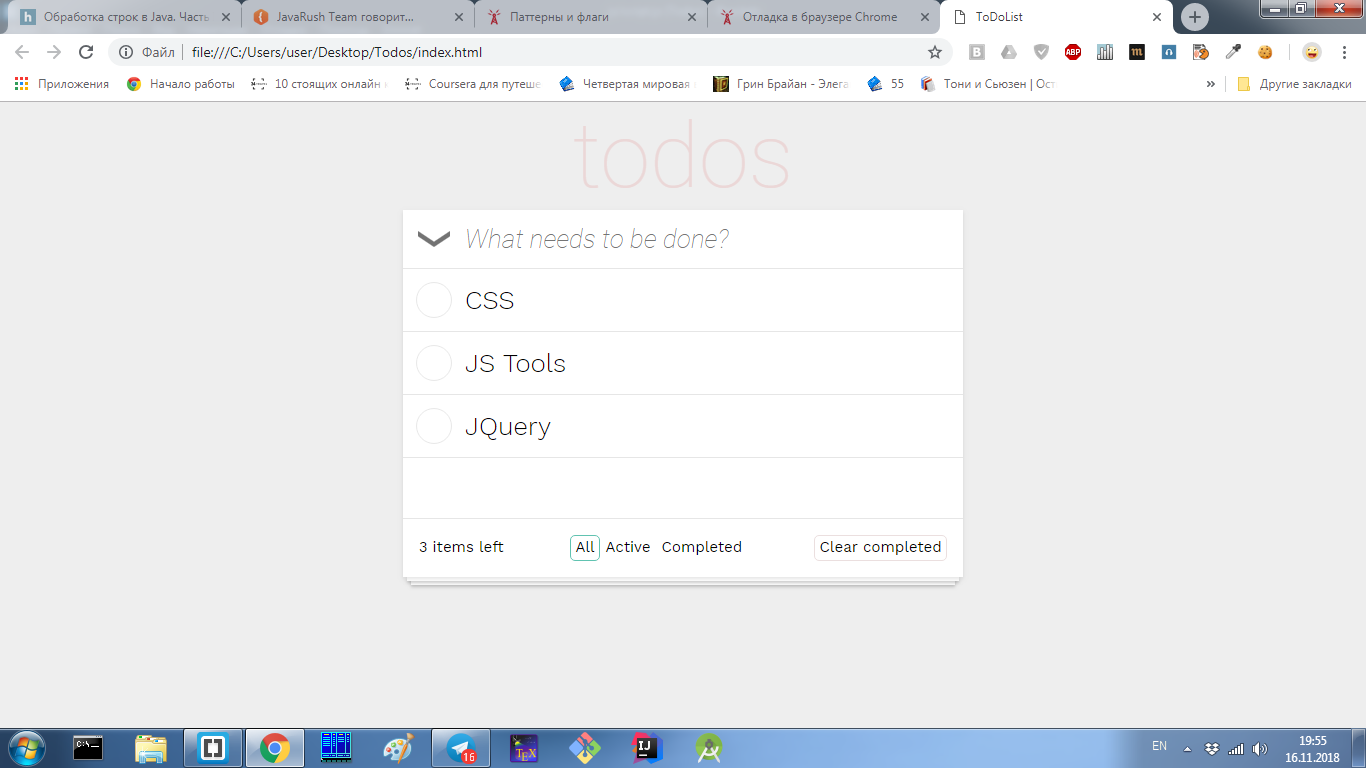 Обработка строк в Java. Часть
JavaRush Team говорит...
Паттерны и флаги
Отладка в браузере Chrome
ToDoList
Файл
file:///C:/Users/user/Desktop/Todos/index.html
ABP
Приложения
Начало работы
10 стоящих онлайн
Coursera для путеше
Четвертая мировая
Грин Брайан - Элега
55
Тони и Сьюзен | Ост
»
Другие закладки
todos
What needs to be done?
CSS
JS Tools
JQuery
3 items left
All
Active
Completed
Clear completed
C:\_
16
TEX
IJ
EN
19:55
16.11.2018